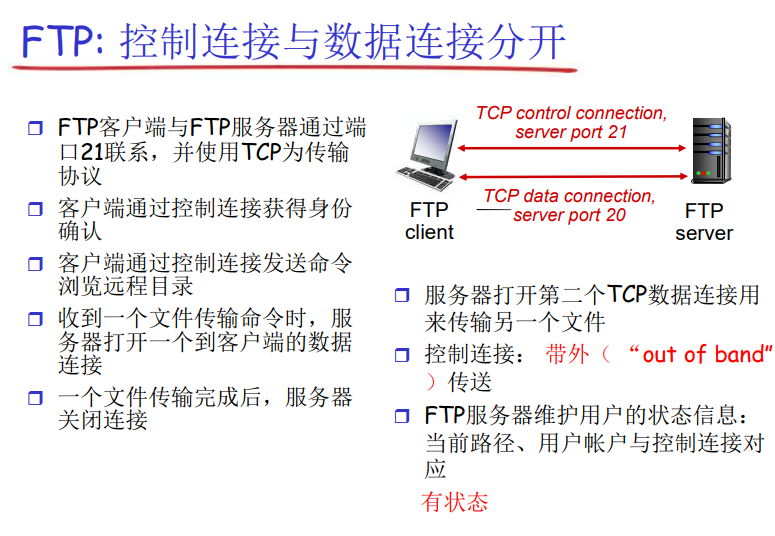 FTP: 控制连接与数据连接分开
FTP客户端与FTP服务器通过端
口21联系，并使用TCP为传输
协议
客户端通过控制连接获得身份
确认
客户端通过控制连接发送命令
浏览远程目录
收到一个文件传输命令时，服
务器打开一个到客户端的数据
连接
一个文件传输完成后，服务器
关闭连接
TCP control connection,
server port 21
TCP data connection,
server port 20
FTP
client
FTP
server
服务器打开第二个TCP数据连接用
来传输另一个文件
控制连接： 带外（ “out of band”
）传送
FTP服务器维护用户的状态信息：
当前路径、用户帐户与控制连接对
应
有状态